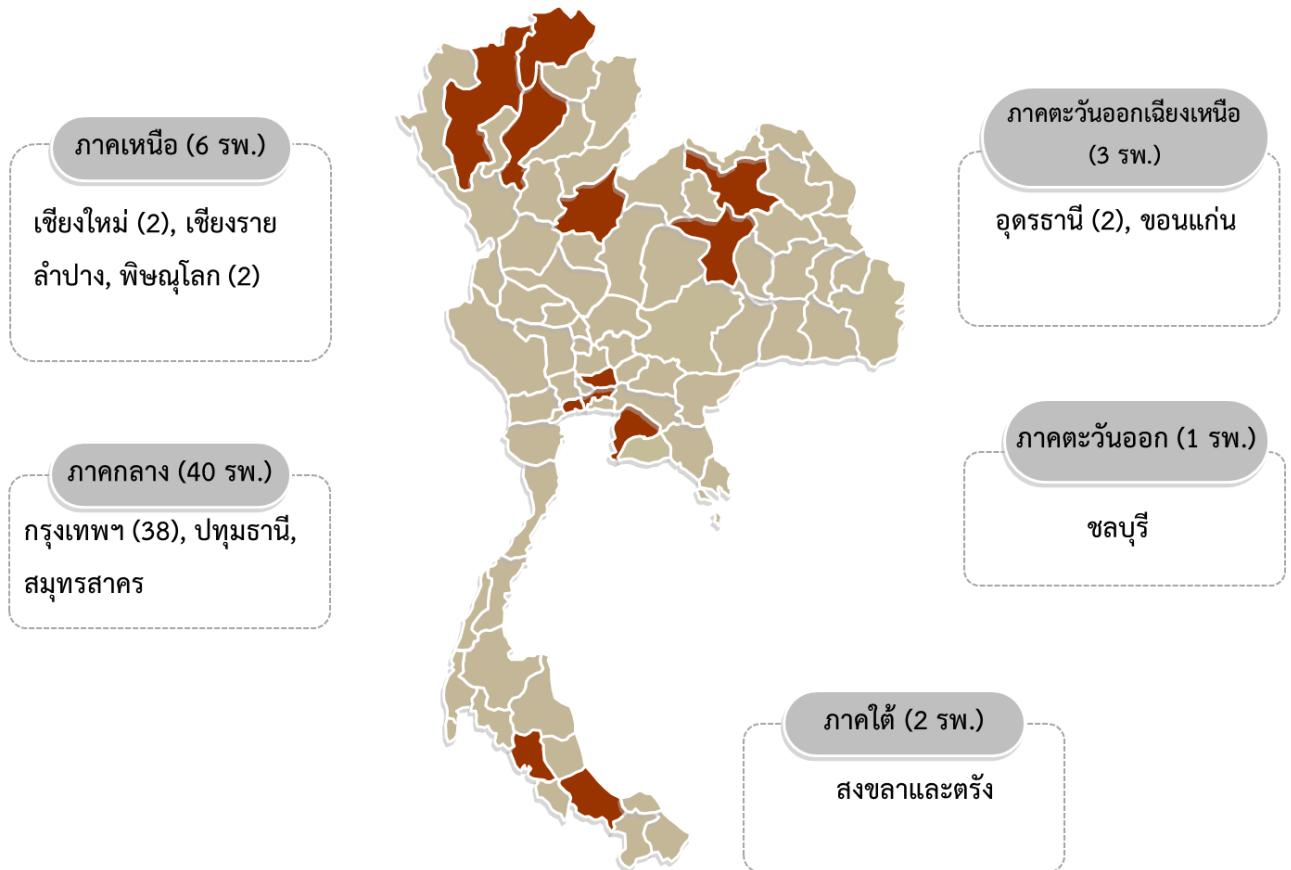 ภาคเหนือ (6 รพ.)
เชียงใหม่ (2), เชียงราย
ลำปาง, พิษณุโลก (2)
ภาคกลาง (40 รพ.)
กรุงเทพฯ (38), ปทุมธานี,
สมุทรสาคร
ภาคตะวันออกเฉียงเหนือ
(3 รพ.)
อุดรธานี (2), ขอนแก่น
ภาคตะวันออก (1 รพ.)
ชลบุรี
ภาคใต้ (2 รพ.)
สงขลาและตรัง